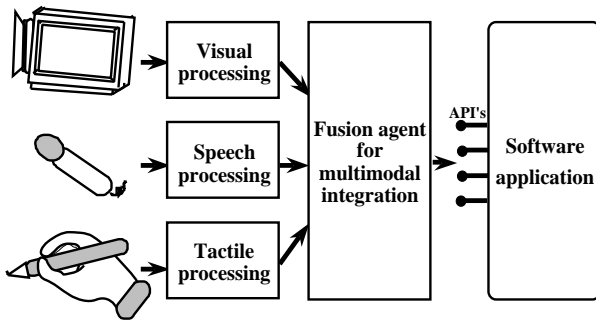 Visual
processing
Speech
processing
Tactile
processing
Fusion agent
for
multimodal
integration
API's
Software
application